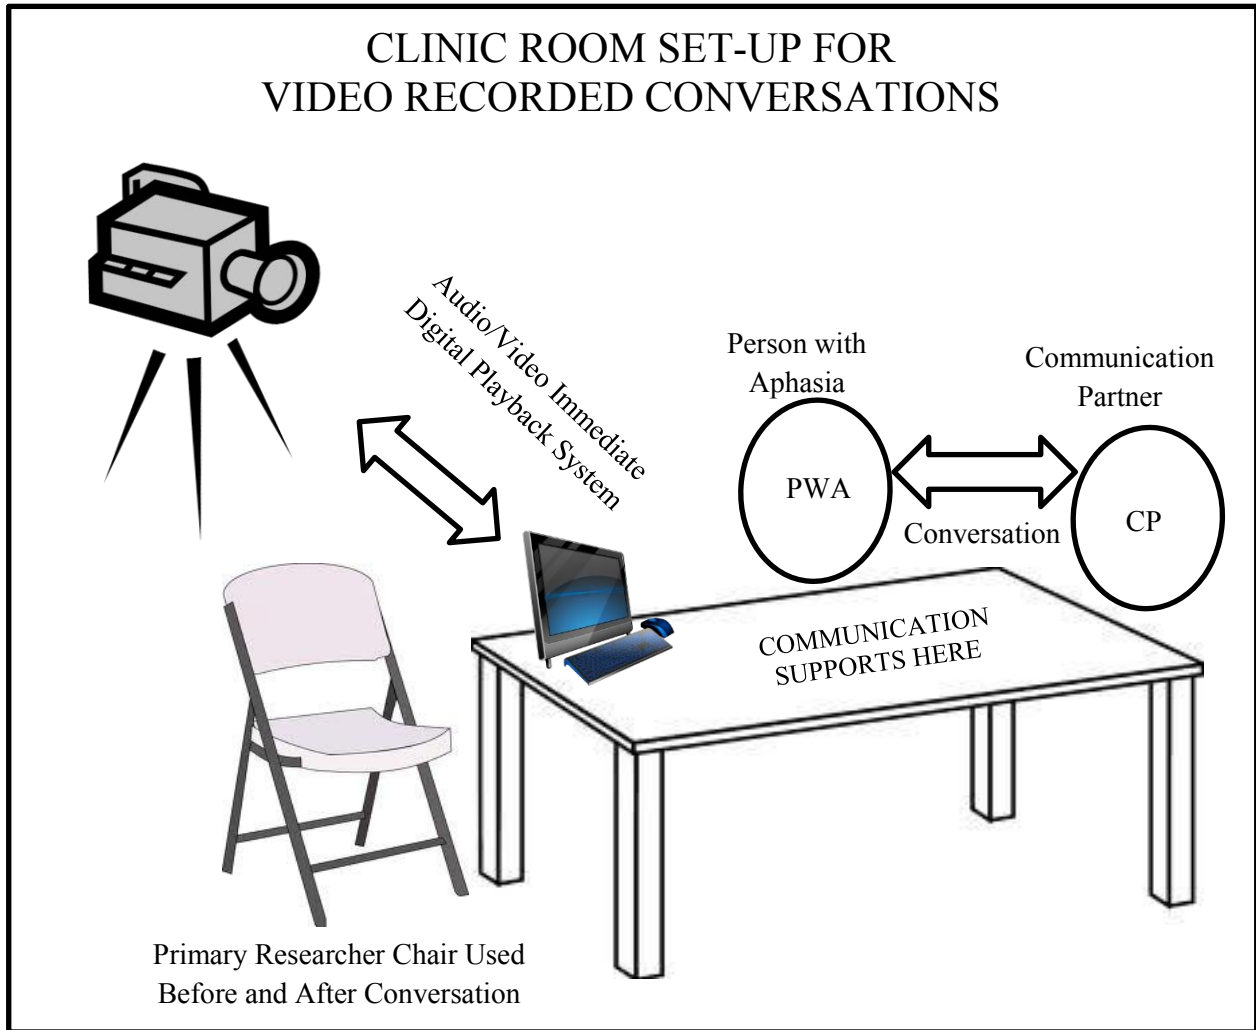 CLINIC ROOM SET-UP FOR
VIDEO RECORDED CONVERSATIONS
Audio/Video Immediate
Digital Playback System
Person with
Aphasia
Communication
Partner
PWA
CP
Conversation
COMMUNICATION
SUPPORTS HERE
Primary Researcher Chair Used
Before and After Conversation